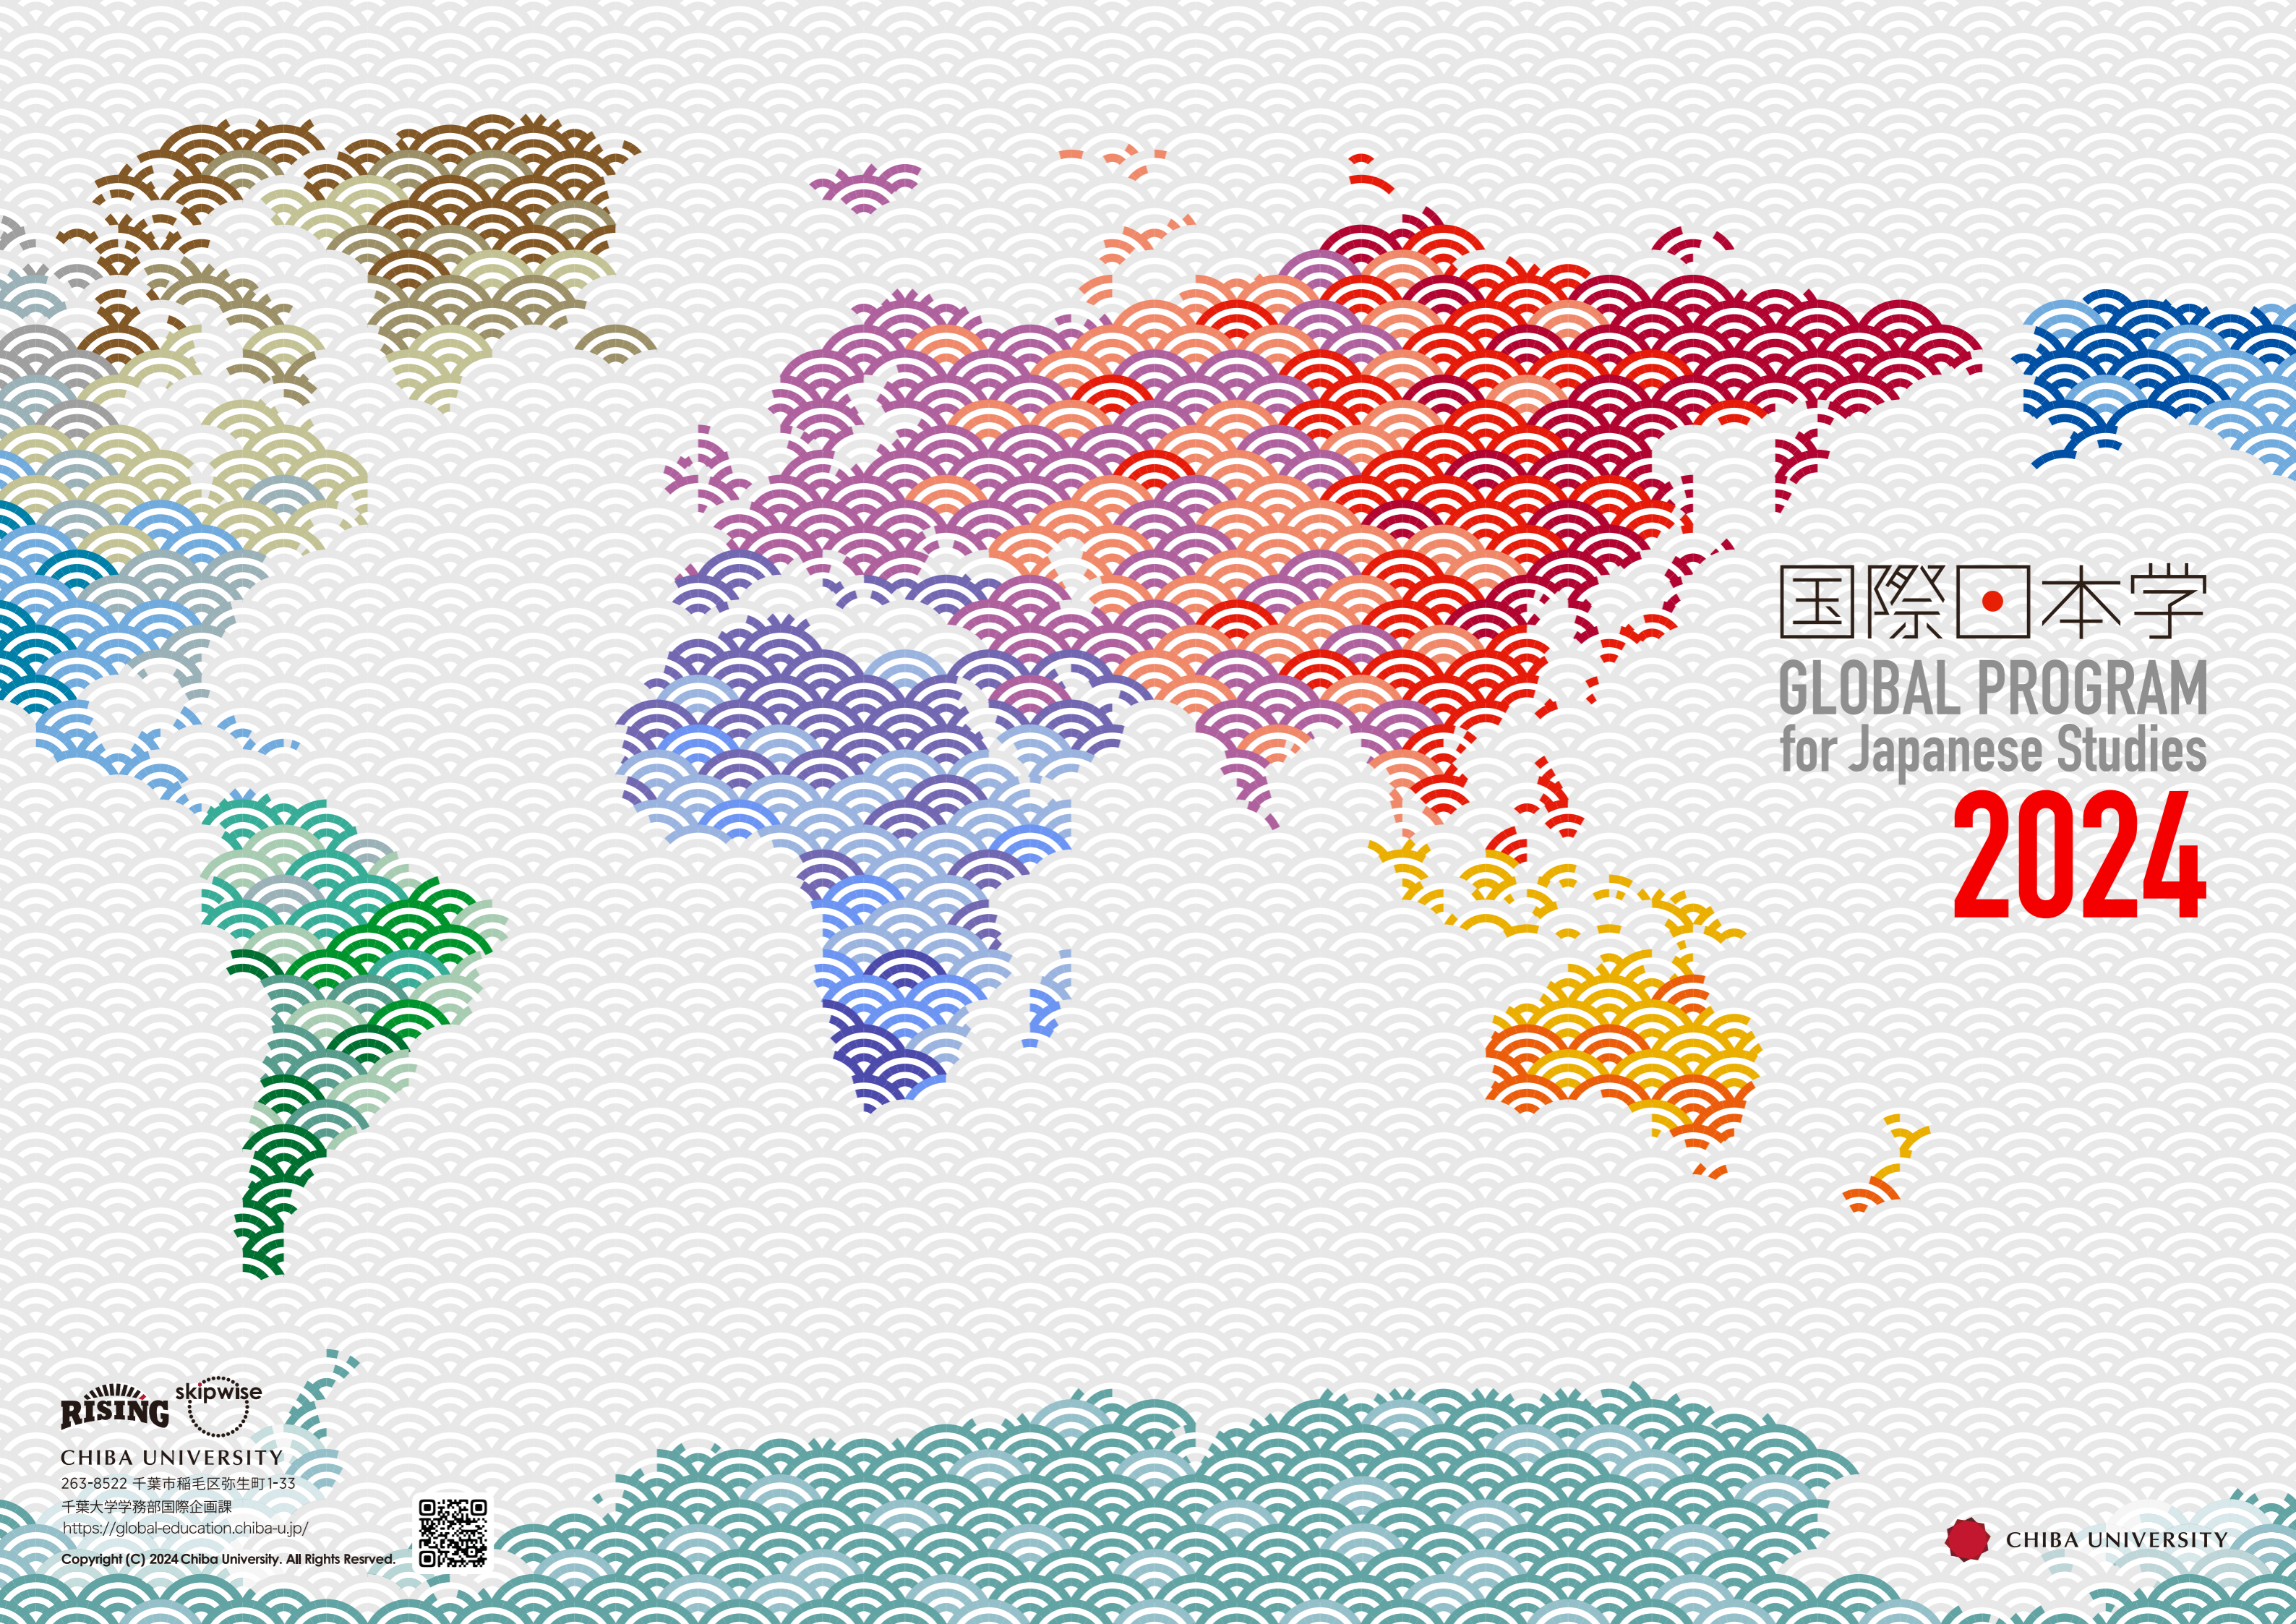 国際日本学
GLOBAL PROGRAM
for Japanese Studies
2024
RISING
skipwise
CHIBA UNIVERSITY
263-8522 千葉市稲毛区弥生町1-33
千葉大学学務部国際企画課
https://global-education.chiba-u.jp/
Copyright (C) 2024 Chiba University. All Rights Resrved.
CHIBA UNIVERSITY